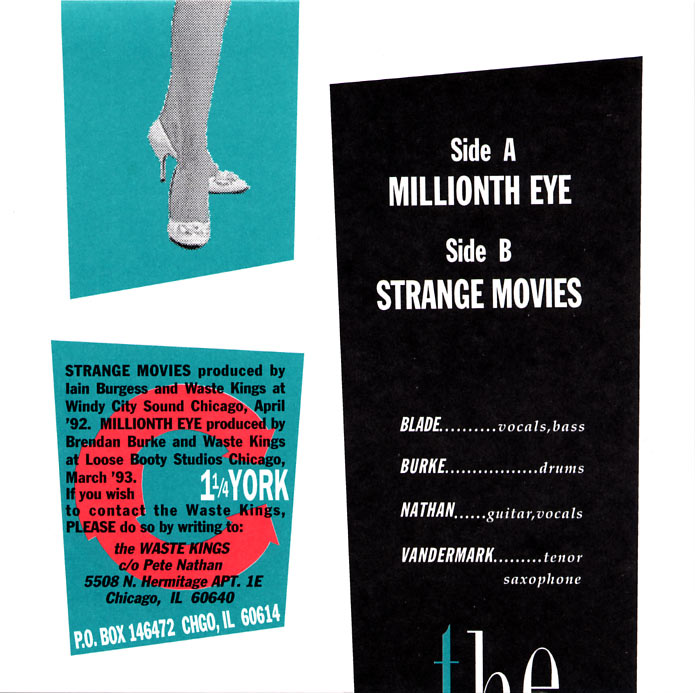 Side A
MILLIONTH EYE
Side B
STRANGE MOVIES
BLADE..........vocals,bass
BURKE.................drums
NATHAN......guitar,vocals
VANDERMARK.........tenor
saxophone
the
STRANGE MOVIES produced by
Iain Burgess and Waste Kings at
Windy City Sound Chicago, April
'92. MILLIONTH EYE produced by
Brendan Burke and Waste Kings
at Loose Booty Studios Chicago,
March '93.
If you wish
to contact the Waste Kings,
PLEASE do so by writing to:
the WASTE KINGS
c/o Pete Nathan
5508 N. Hermitage APT. 1E
Chicago, IL 60640
1 1/4 YORK
P.O. BOX 146472 CHGO, IL 60614